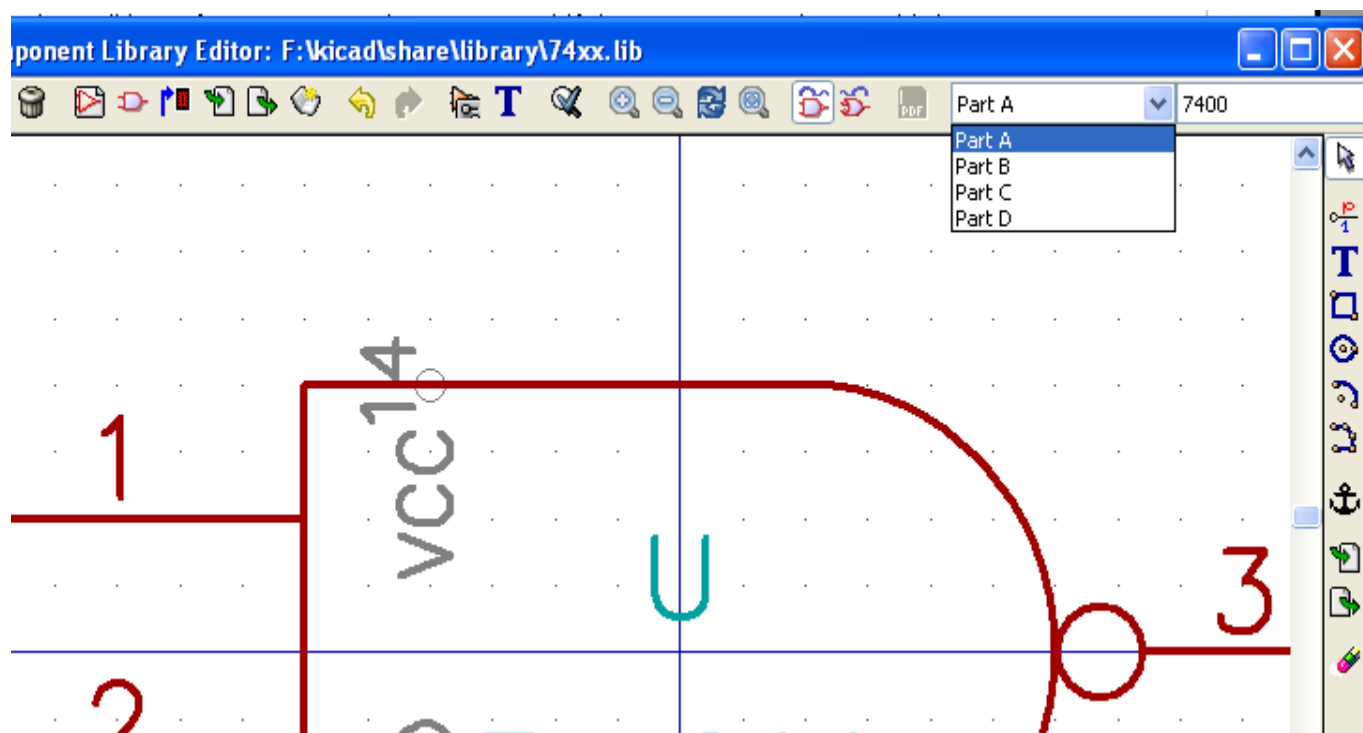 ponent Library Editor: F:\kicad\share\library\74xx.lib
T PDF Part A 7400
Part A
Part B
Part C
Part D
T
14
VCC
1
U
3
2